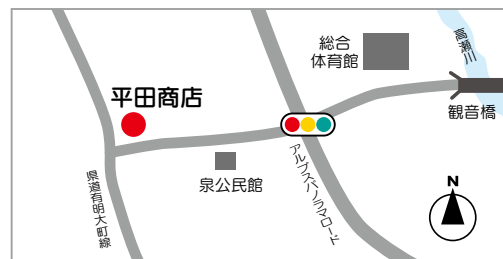 総合
体育館
高瀬川
平田商店
観音橋
泉公民館
アルプスパノラマロード
県道有明大町線
N